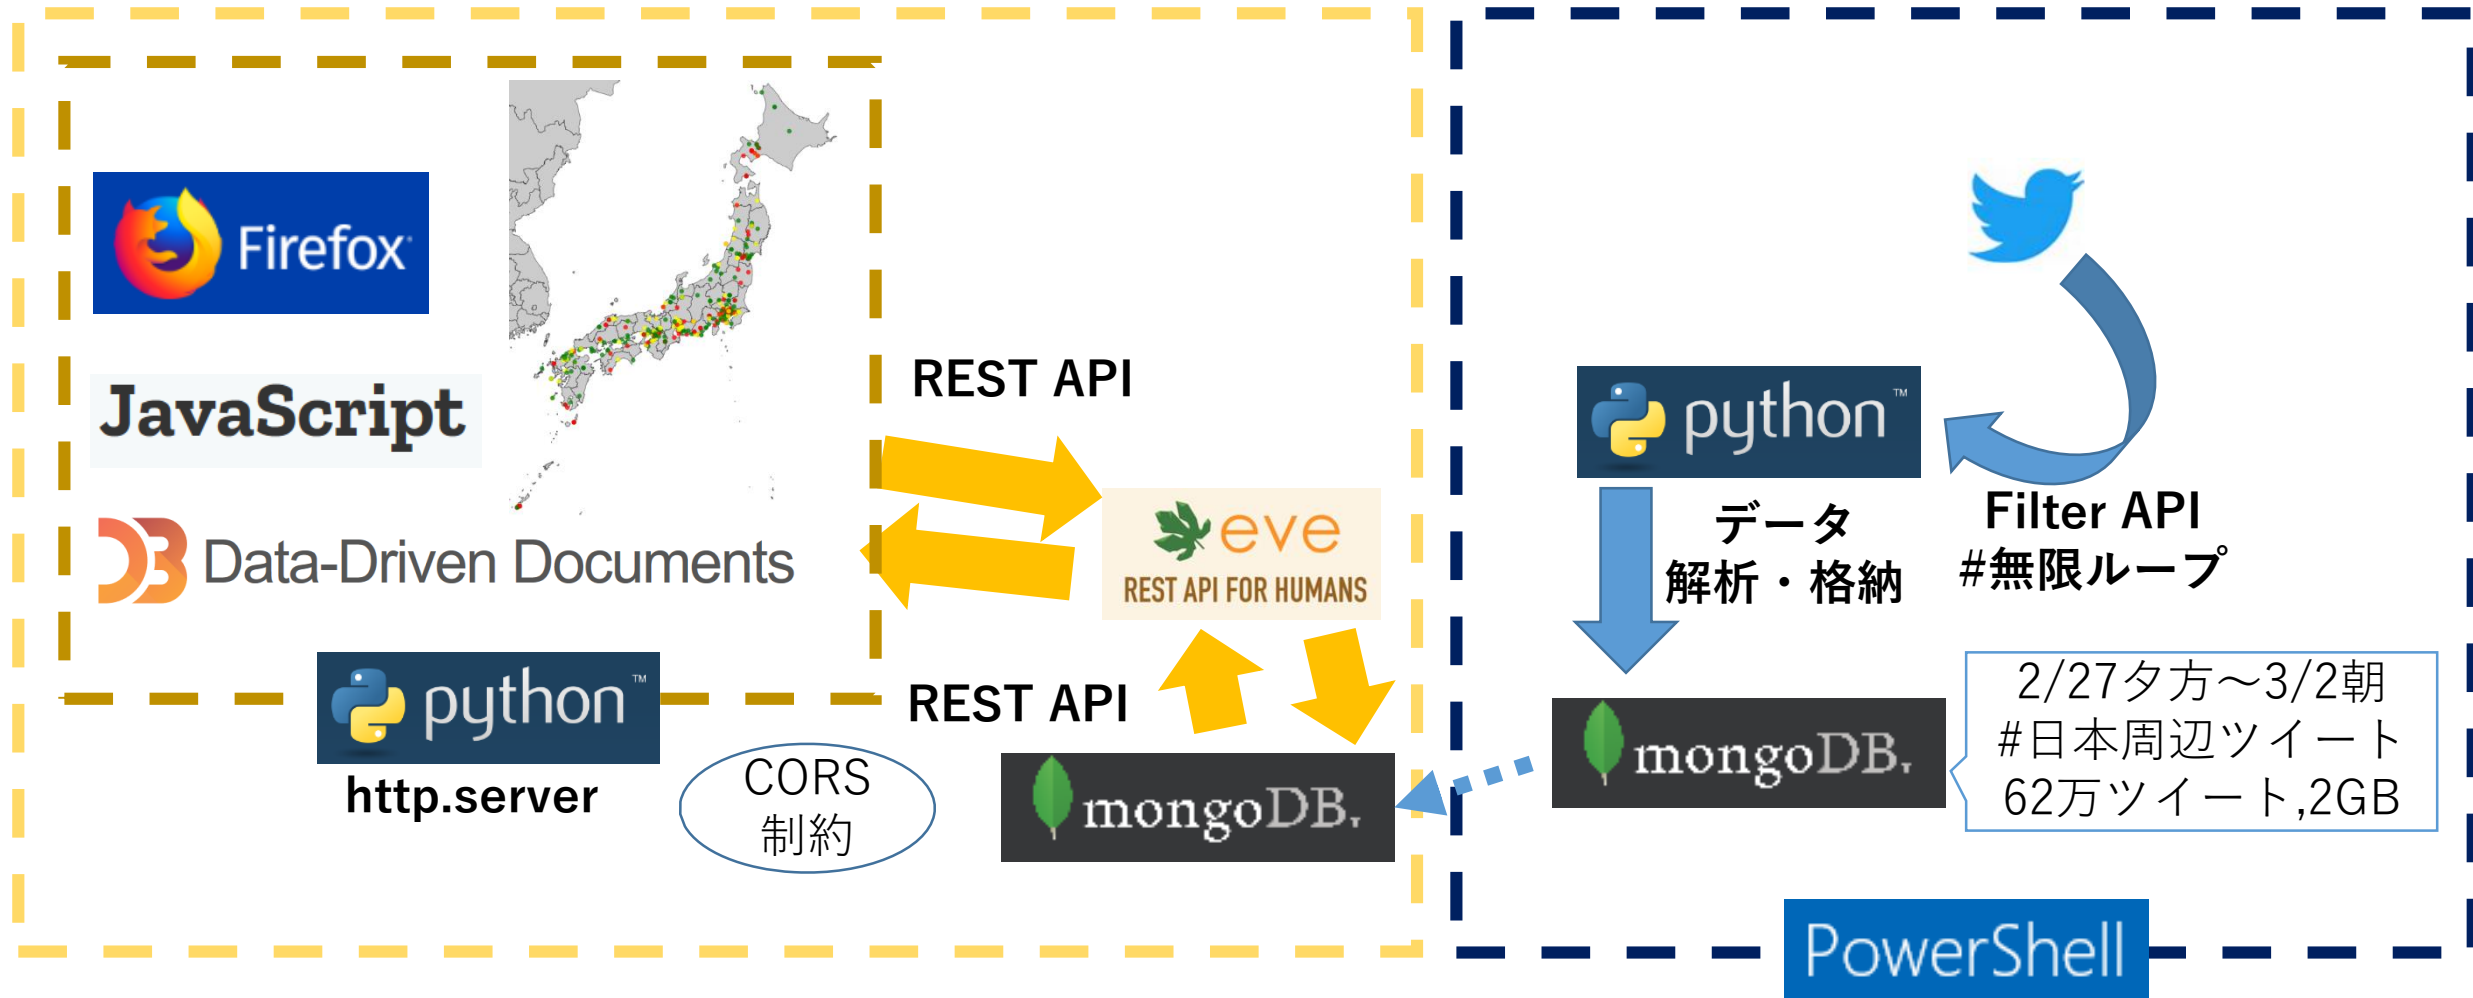 Firefox
JavaScript
D3 Data-Driven Documents
python™
http.server
CORS
制約
REST API
eve
REST API FOR HUMANS
REST API
mongoDB.
python™
データ
解析・格納
Filter API
#無限ループ
mongoDB.
2/27夕方～3/2朝
#日本周辺ツイート
62万ツイート,2GB
PowerShell